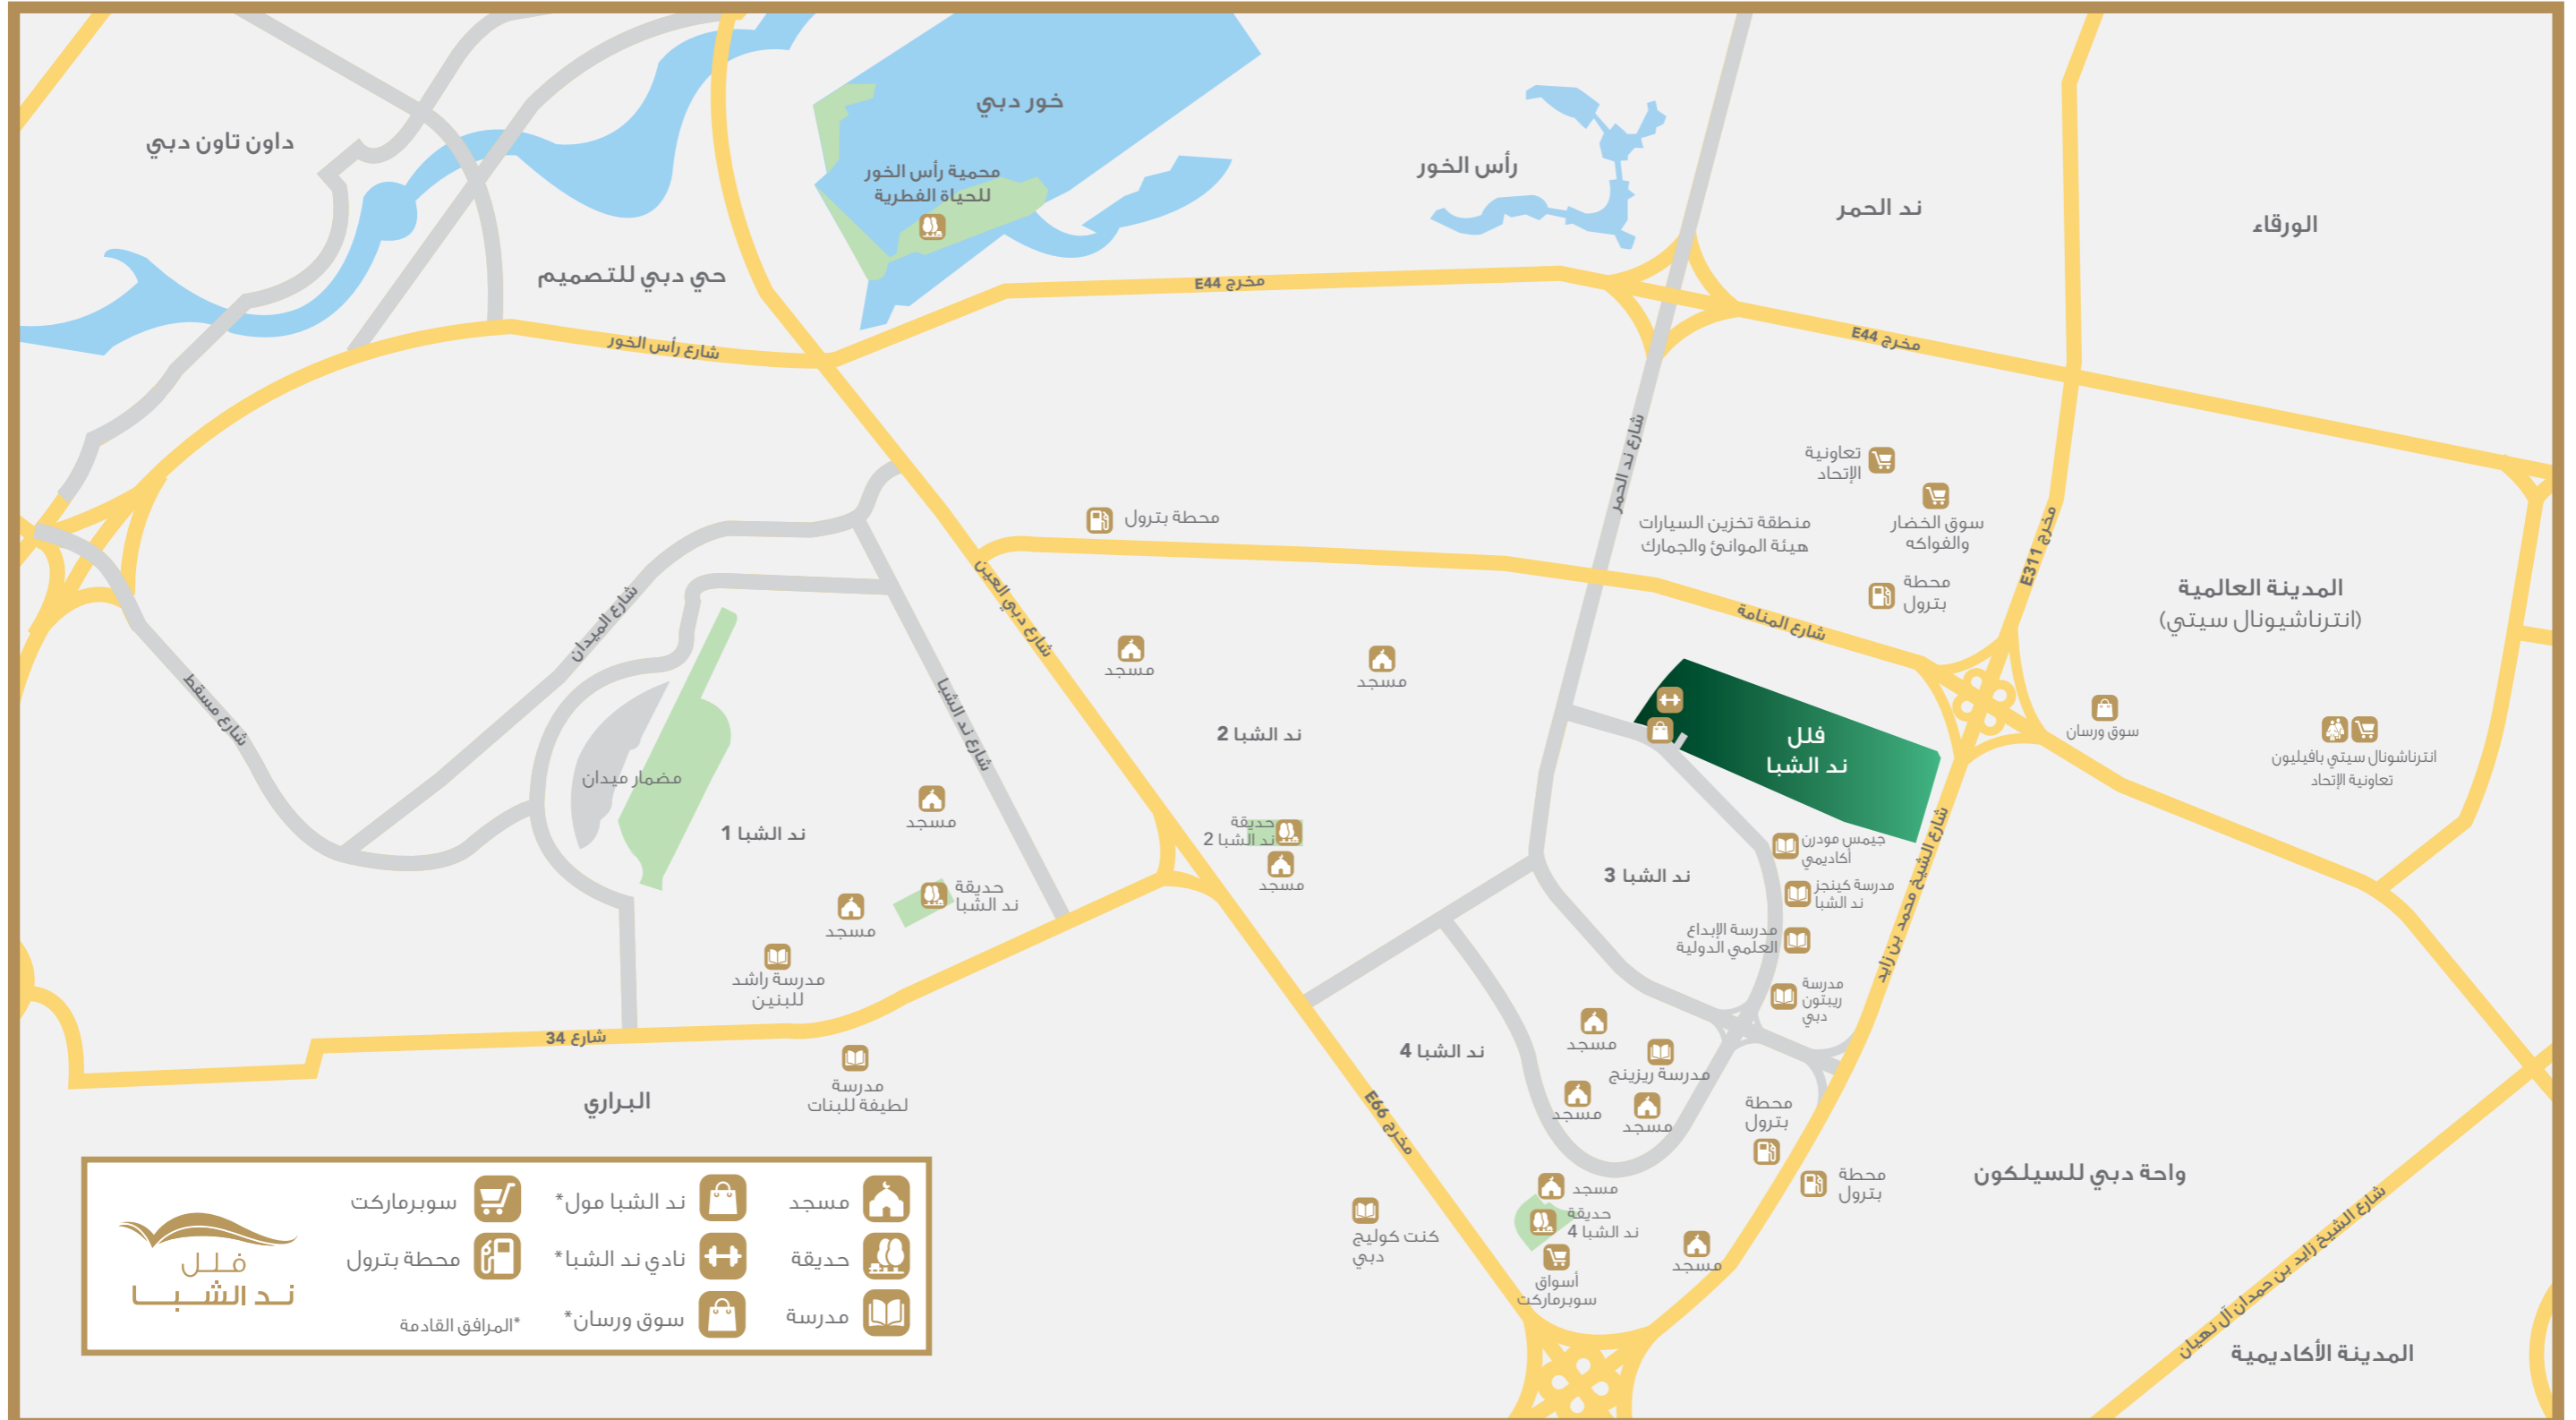 خور دبي
داون تاون دبي
رأس الخور
محمية رأس الخور
للحياة الفطرية
ند الحمر
الورقاء
حي دبي للتصميم
مخرج E44
شارع رأس الخور
مخرج E44
شارع ند الحمر
تعاونية
الإتحاد
محطة بترول
منطقة تخزين السيارات
هيئة الموانئ والجمارك
سوق الخضار
والفواكه
مخرج E311
محطة
بترول
المدينة العالمية
(انترناشيونال سيتي)
شارع المنامة
شارع دبي العين
شارع الميدان
شارع مسقط
شارع ند الشبا
مسجد
مسجد
ند الشبا 2
فلل
ند الشبا
سوق ورسان
انترناشونال سيتي بافيليون
تعاونية الإتحاد
مضمار ميدان
مسجد
ند الشبا 1
حديقة
ند الشبا 2
مسجد
جيمس مودرن
أكاديمي
شارع الشيخ محمد بن زايد
ند الشبا 3
مدرسة كينجز
ند الشبا
حديقة
ند الشبا
مسجد
مدرسة الإبداع
العلمي الدولية
مدرسة راشد
للبنين
مدرسة
ريبتون
دبي
شارع 34
مسجد
ند الشبا 4
مدرسة ريزينج
مسجد
مسجد
مدرسة
لطيفة للبنات
البراري
مخرج E66
محطة
بترول
محطة
بترول
واحة دبي للسيلكون
مسجد
حديقة
ند الشبا 4
كنت كوليج
دبي
أسواق
سوبرماركت
مسجد
شارع الشيخ زايد بن حمدان آل نهيان
المدينة الأكاديمية
مسجد
ند الشبا مول*
سوبرماركت
حديقة
نادي ند الشبا*
محطة بترول
مدرسة
سوق ورسان*
*المرافق القادمة
فلل
ند الشبا